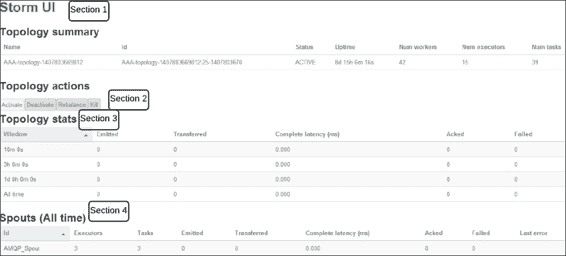 Storm UI
Section 1
Topology summary
Name Id Status Uptime Num workers Num executors Num tasks
AAA-topology-1407803669812 AAA-topology-1407803669812-25-1407803670 ACTIVE 6d 15h 6m 16s 42 39
Topology actions
Section 2
Activate Deactivate Rebalance Kill
Topology stats
Section 3
Window Emitted Transferred Complete latency (ms) Acked Failed
10m 0s 0 0 0.000 0 0
3h 0m 0s 0 0 0.000 0 0
1d 0h 0m 0s 0 0 0.000 0 0
All time 0 0 0.000 0 0
Spouts (All time)
Section 4
Id Executors Tasks Emitted Transferred Complete latency (ms) Acked Failed Last error
AMQP_Spout 3 3 0 0 0.000 0